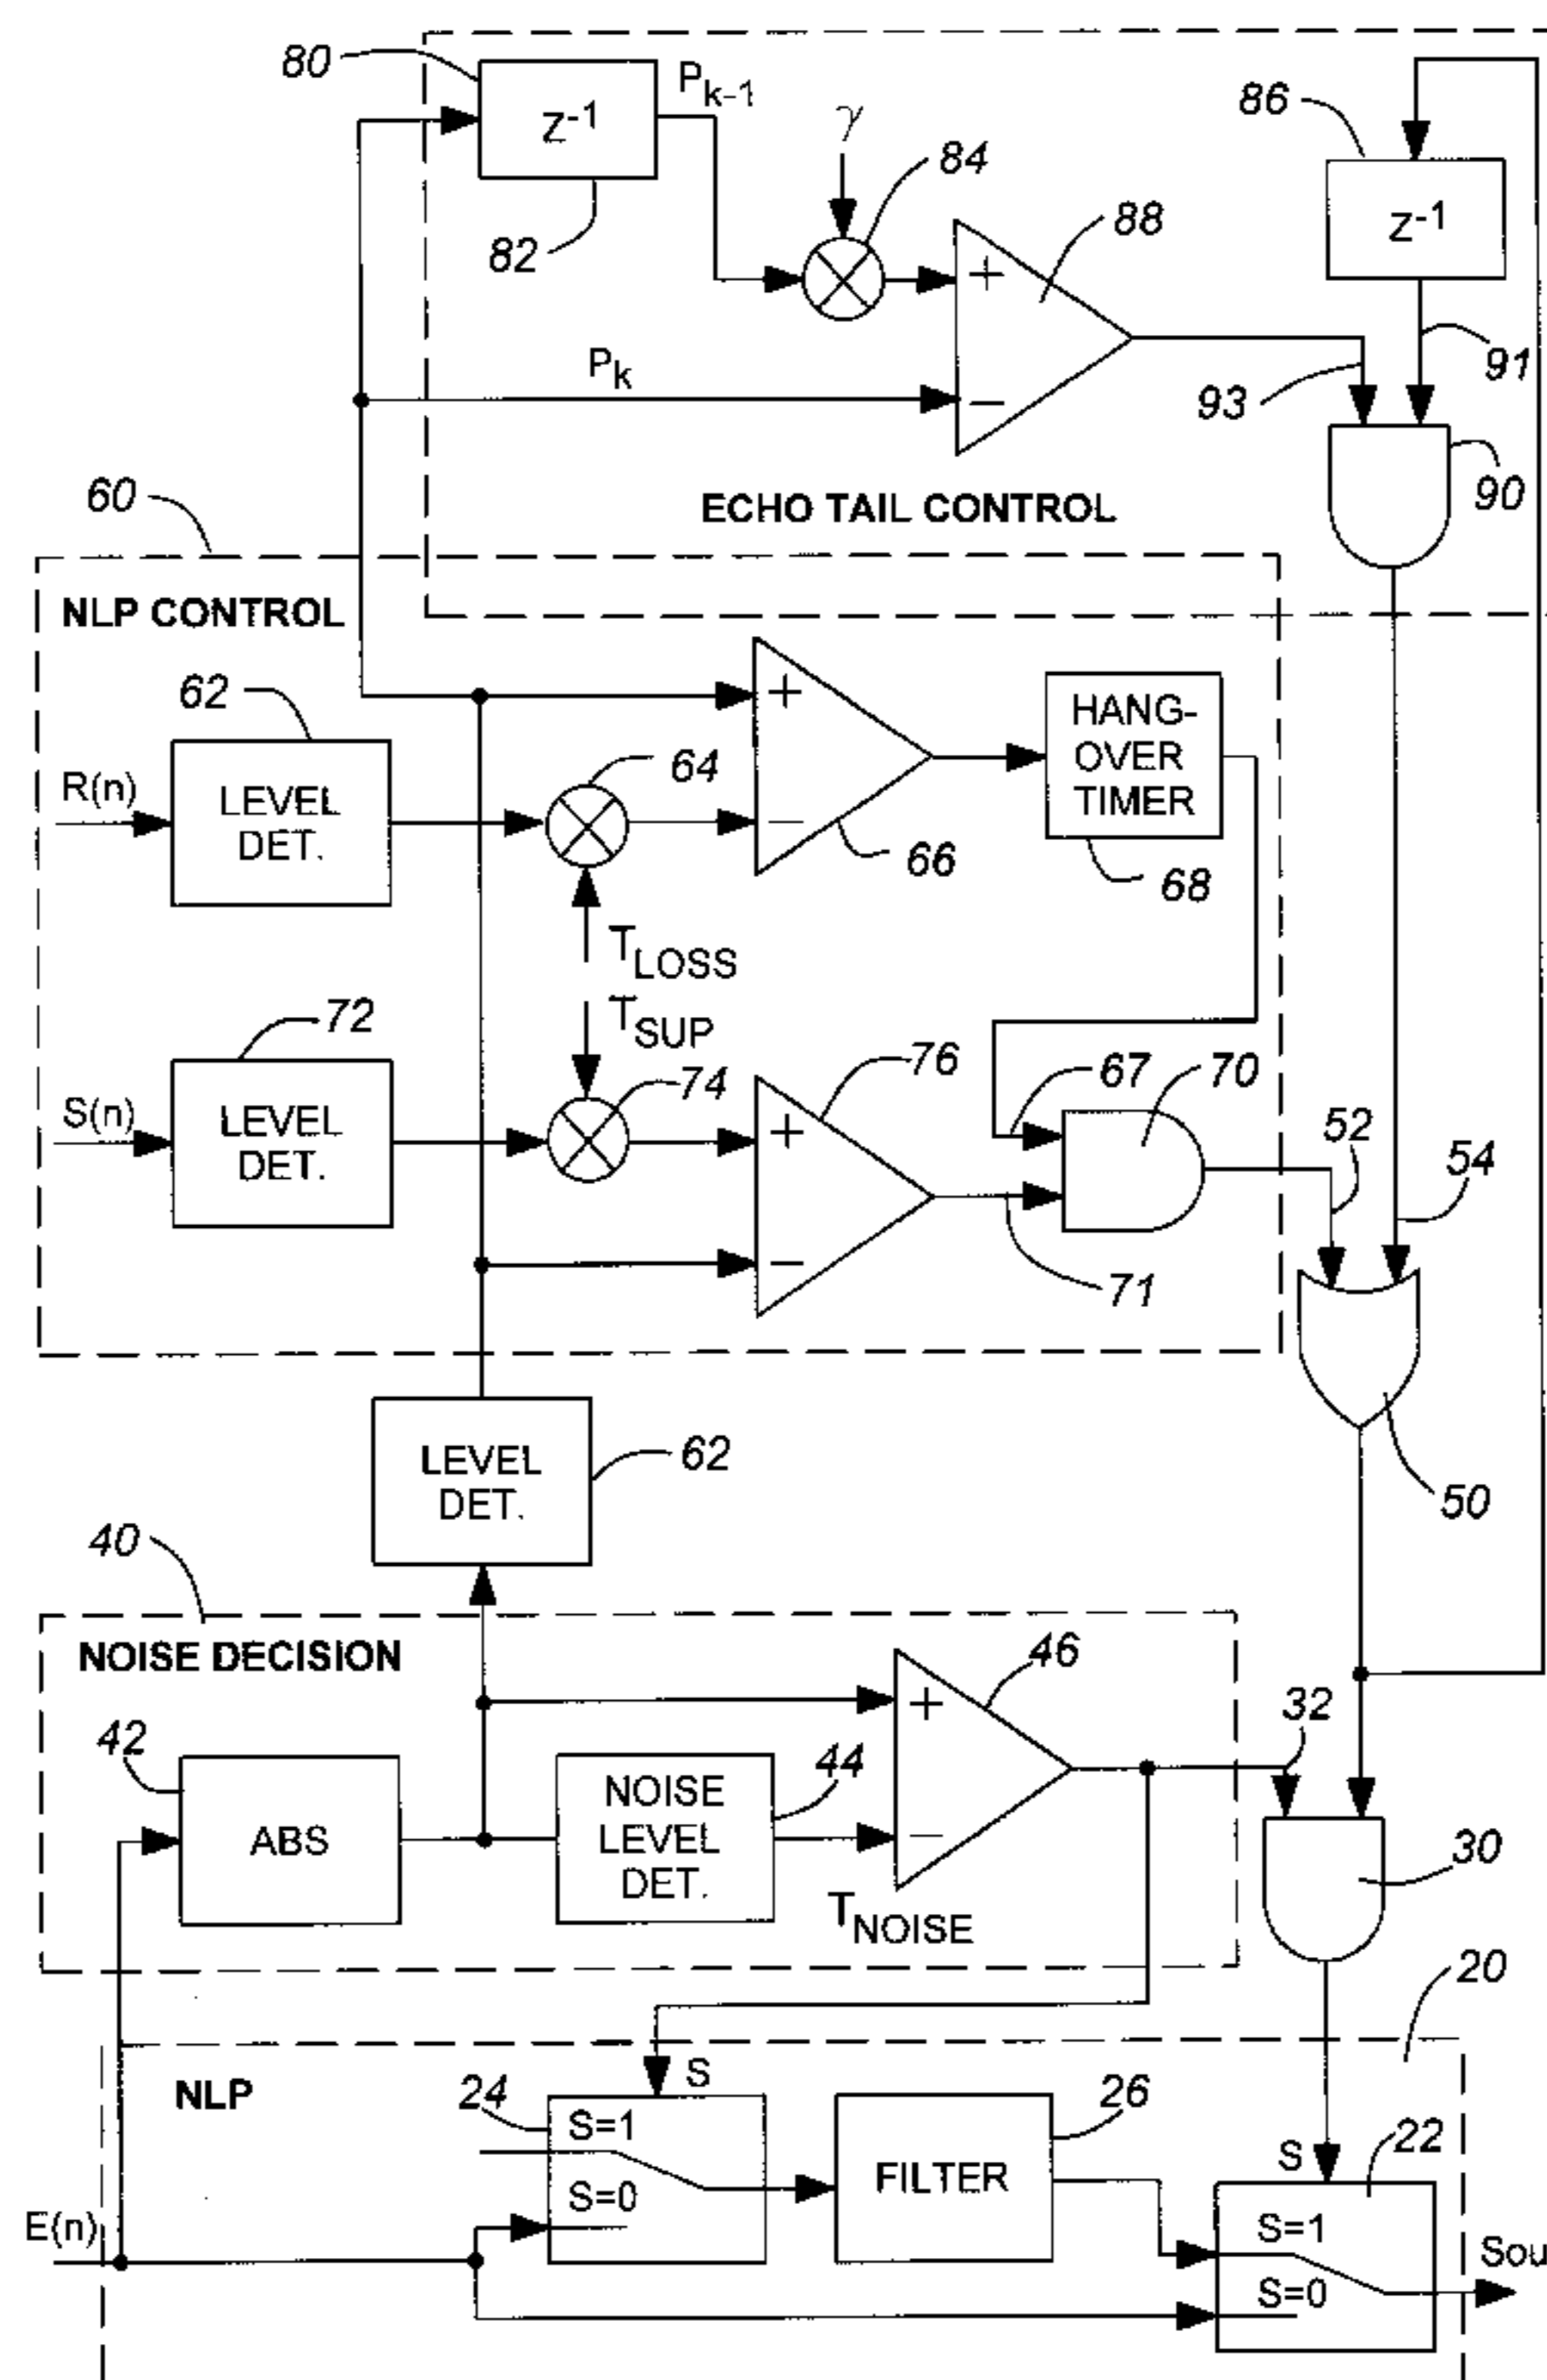 80
Z-1
Pk-1
82
γ
84
88
86
Z-1
+
−
Pk
93
91
90
ECHO TAIL CONTROL
60
NLP CONTROL
62
R(n)
LEVEL
DET.
64
+
−
66
HANG-
OVER
TIMER
68
TLOSS
TSUP
72
S(n)
LEVEL
DET.
74
76
+
−
67
70
71
52
54
LEVEL
DET.
62
50
40
NOISE DECISION
42
ABS
NOISE
LEVEL
DET.
44
46
+
−
TNOISE
32
30
20
NLP
24
S
S=1
S=0
FILTER
26
S
22
S=1
S=0
E(n)
Sou